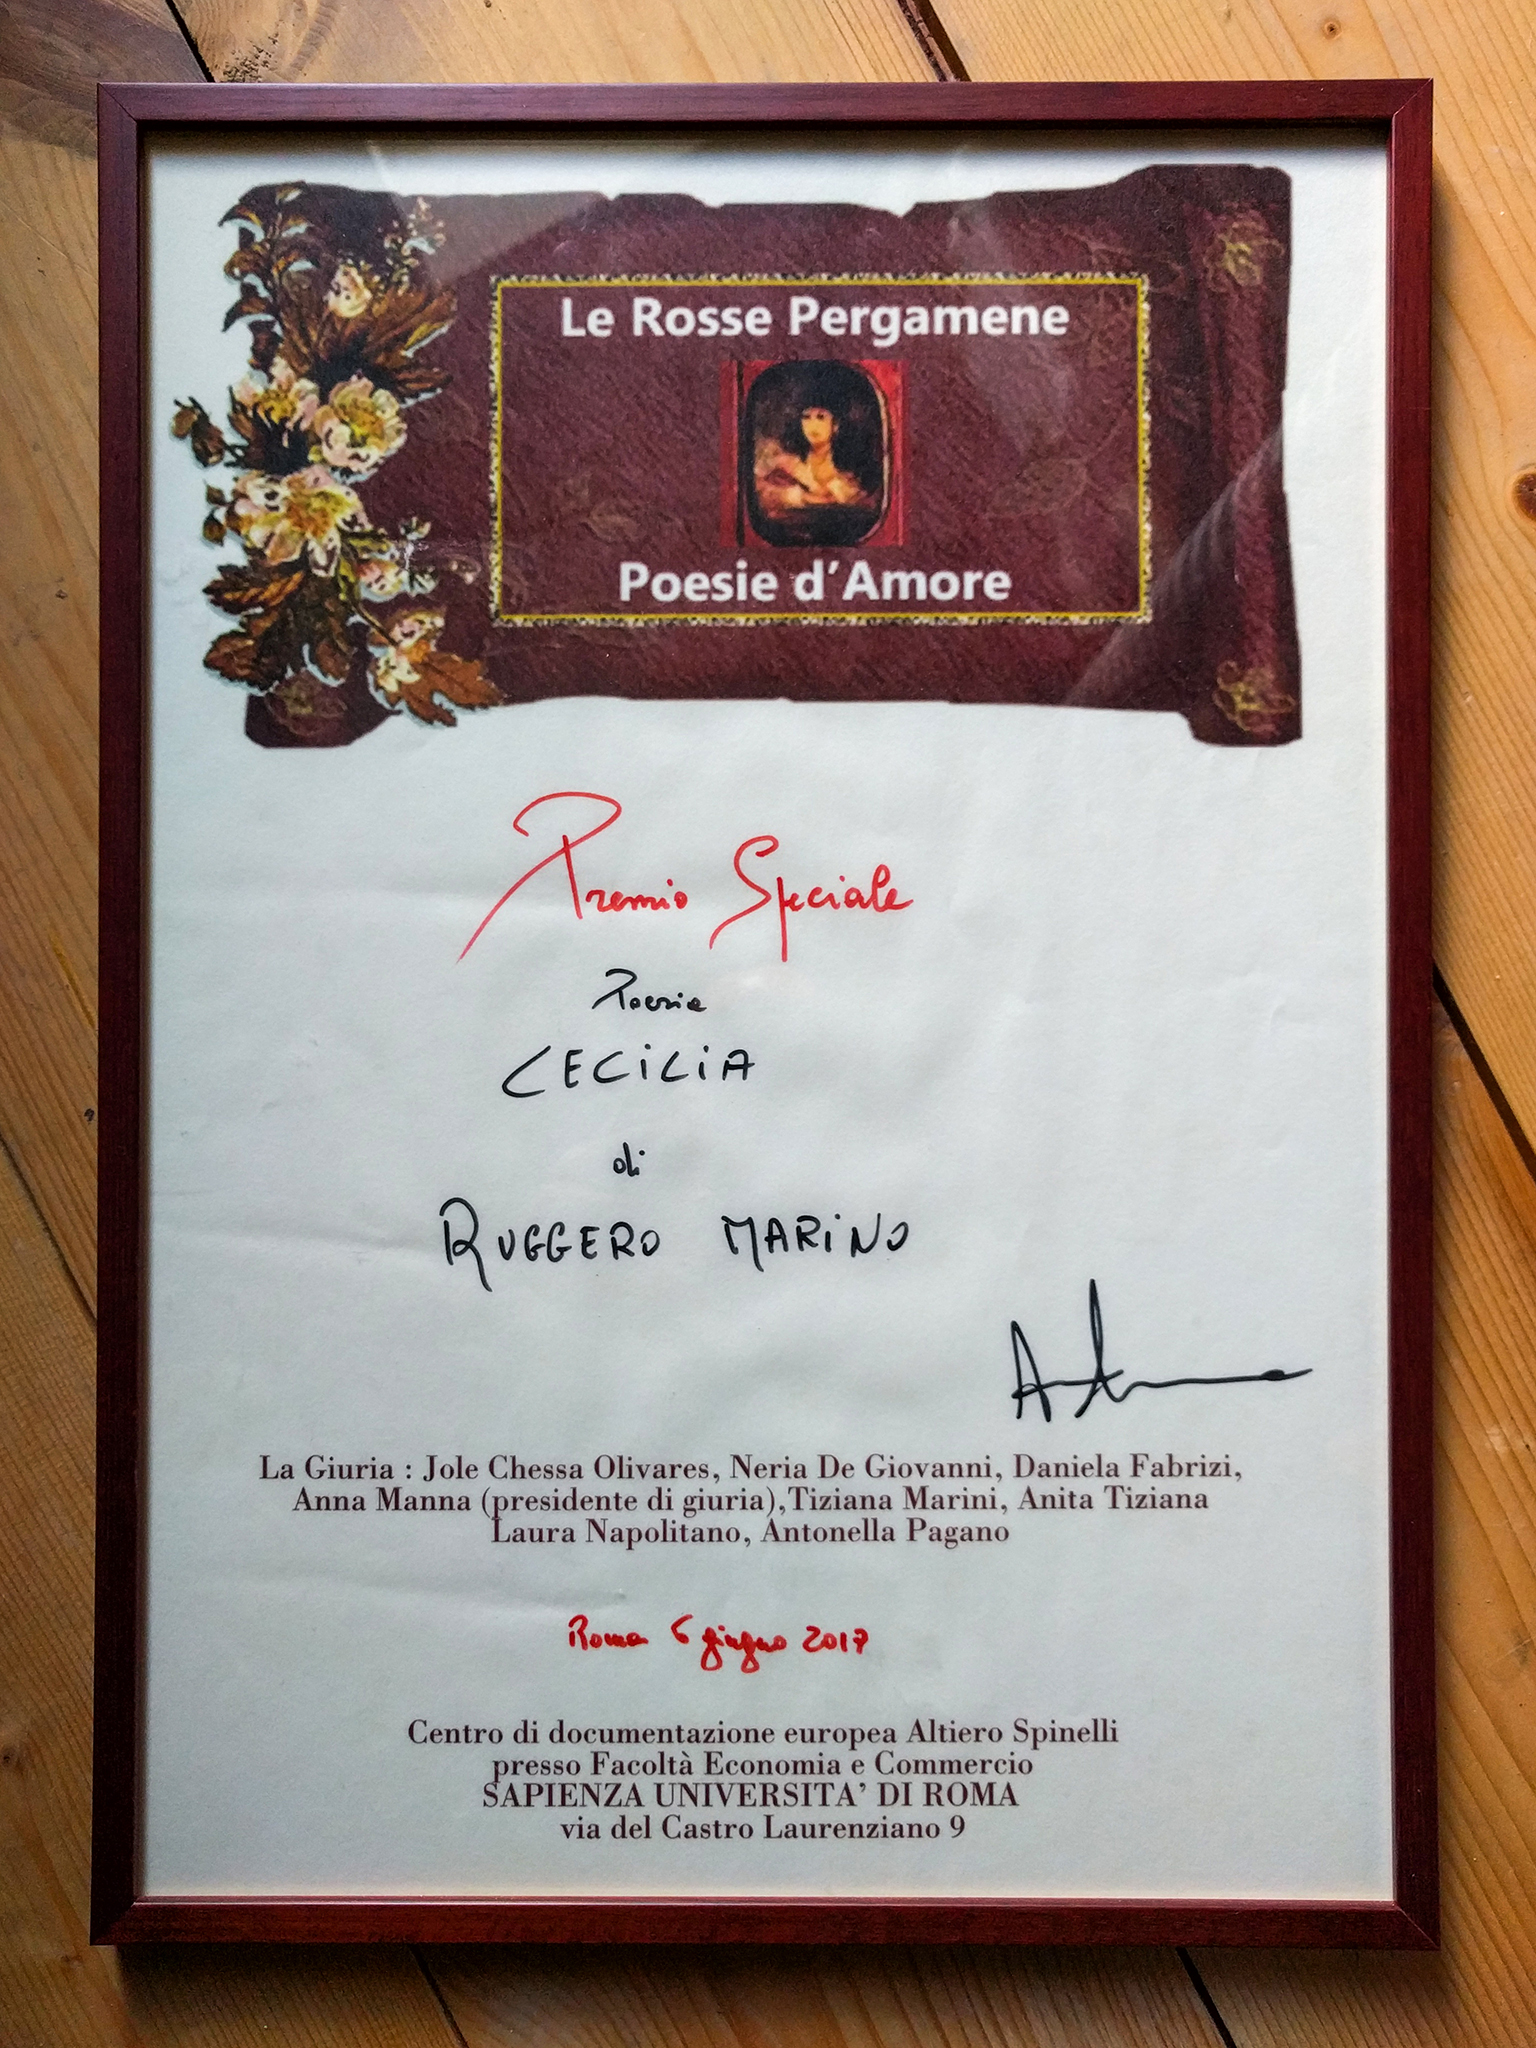 Le Rosse Pergamene
Poesie d'Amore
Premio Speciale
Poesia
CECILIA
di
RUGGERO MARINO
La Giuria : Jole Chessa Olivares, Neria De Giovanni, Daniela Fabrizi,
Anna Manna (presidente di giuria),Tiziana Marini, Anita Tiziana
Laura Napolitano, Antonella Pagano
Roma 6 giugno 2017
Centro di documentazione europea Altiero Spinelli
presso Facoltà Economia e Commercio
SAPIENZA UNIVERSITA' DI ROMA
via del Castro Laurenziano 9